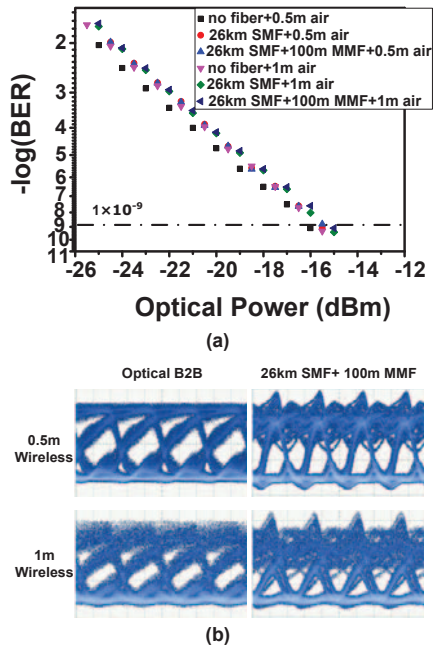 (a)
no fiber+0.5m air
26km SMF+0.5m air
26km SMF+100m MMF+0.5m air
no fiber+1m air
26km SMF+1m air
26km SMF+100m MMF+1m air
-log(BER)
2
3
4
5
6
7
8
9
10
11
1×10⁻⁹
-26 -24 -22 -20 -18 -16 -14 -12
Optical Power (dBm)
(a)
Optical B2B 26km SMF+ 100m MMF
0.5m
Wireless
1m
Wireless
(b)